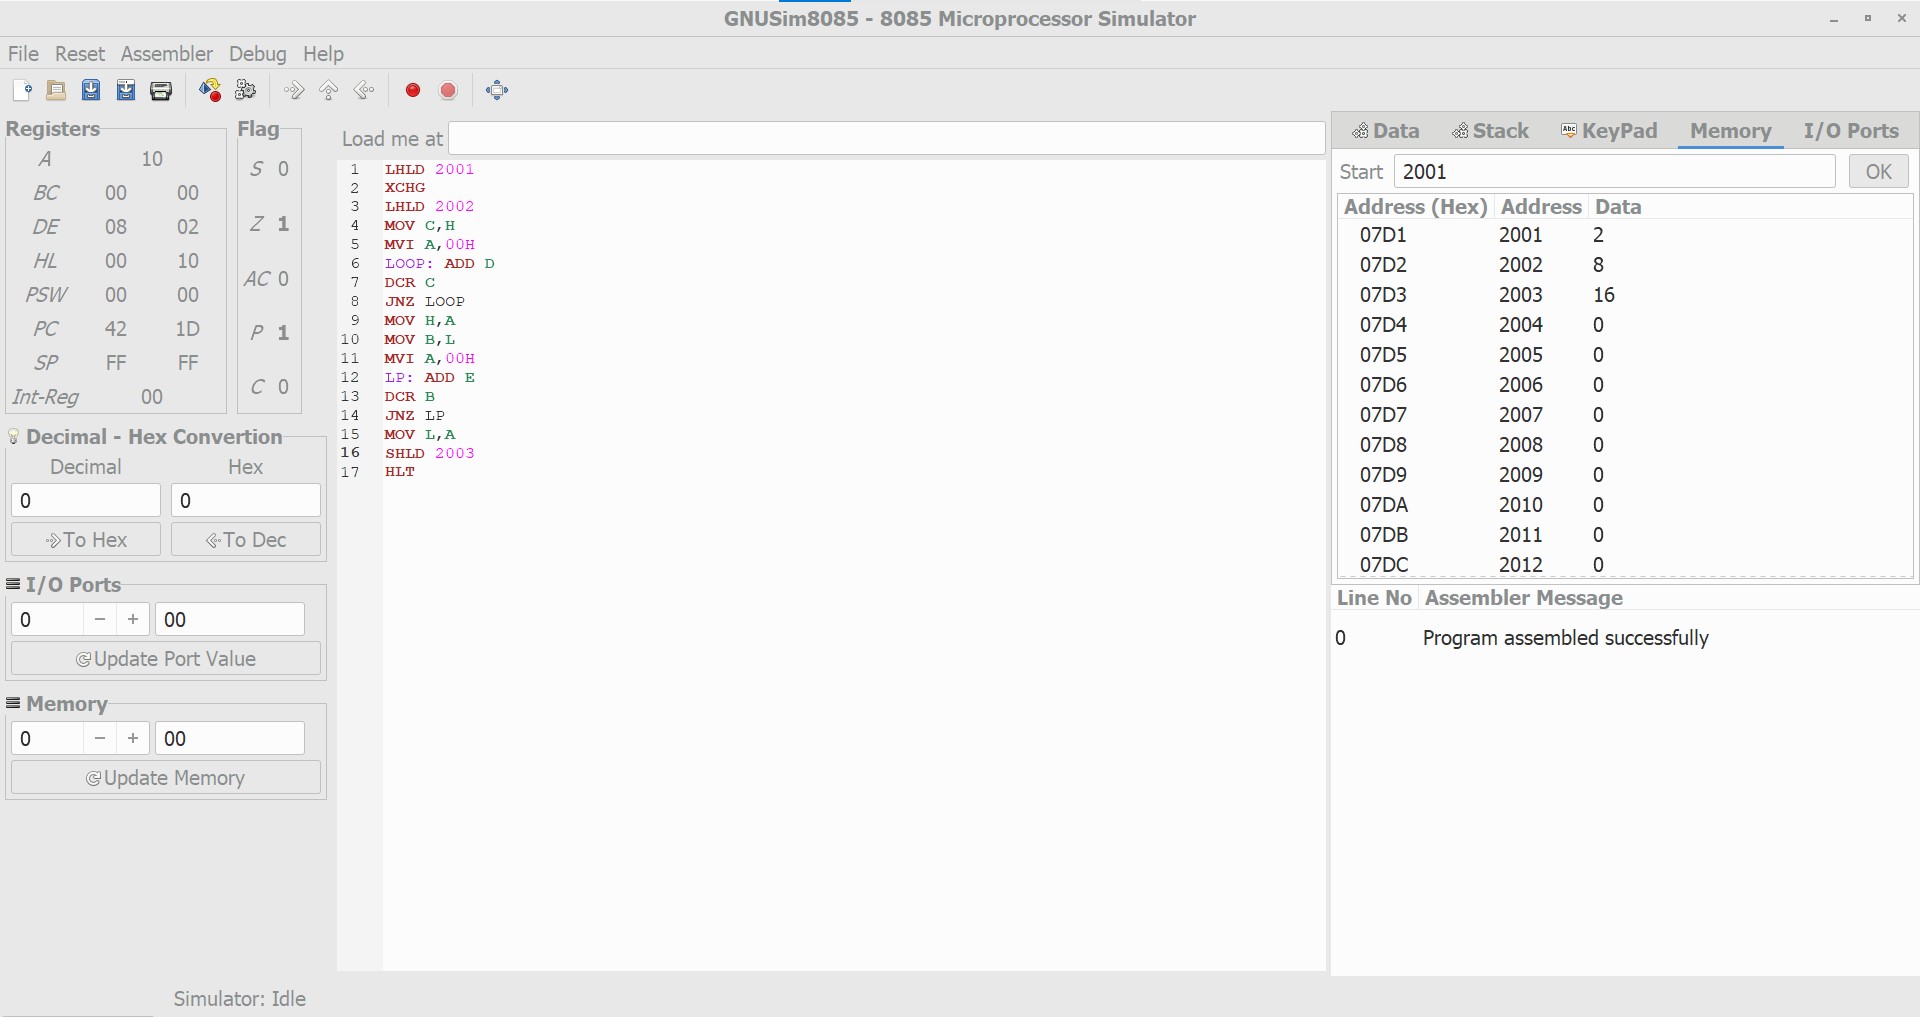 GNUSim8085 - 8085 Microprocessor Simulator
File Reset Assembler Debug Help
Registers
A 10
BC 00 00
DE 08 02
HL 00 10
PSW 00 00
PC 42 1D
SP FF FF
Int-Reg 00
Flag
S 0
Z 1
AC 0
P 1
C 0
Decimal - Hex Convertion
Decimal Hex
0 0
To Hex To Dec
I/O Ports
0 - + 00
Update Port Value
Memory
0 - + 00
Update Memory
Load me at
1 LHLD 2001
2 XCHG
3 LHLD 2002
4 MOV C,H
5 MVI A,00H
6 LOOP: ADD D
7 DCR C
8 JNZ LOOP
9 MOV H,A
10 MOV B,L
11 MVI A,00H
12 LP: ADD E
13 DCR B
14 JNZ LP
15 MOV L,A
16 SHLD 2003
17 HLT
Data Stack Abc KeyPad Memory I/O Ports
Start 2001 OK
Address (Hex) Address Data
07D1 2001 2
07D2 2002 8
07D3 2003 16
07D4 2004 0
07D5 2005 0
07D6 2006 0
07D7 2007 0
07D8 2008 0
07D9 2009 0
07DA 2010 0
07DB 2011 0
07DC 2012 0
Line No Assembler Message
0 Program assembled successfully
Simulator: Idle